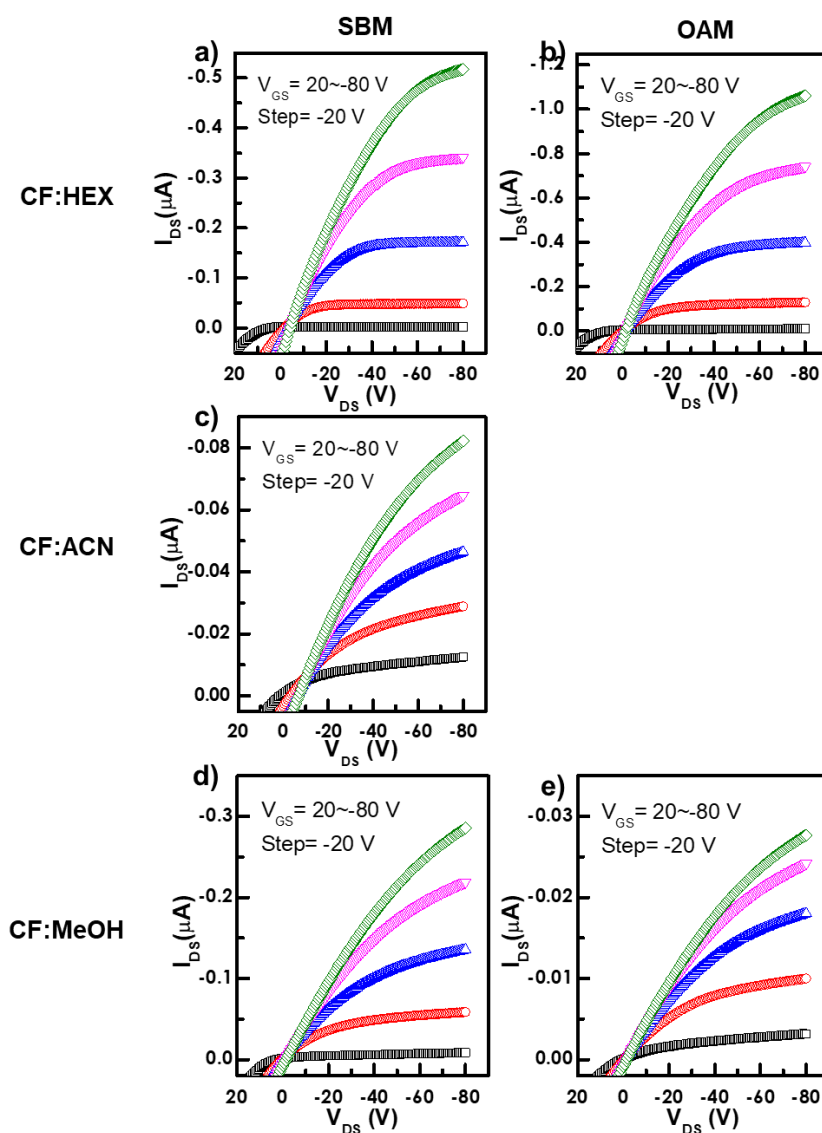 SBM
OAM
CF:HEX
a)
V_GS= 20~-80 V
Step= -20 V
I_DS(μA)
-0.5
-0.4
-0.3
-0.2
-0.1
0.0
20 0 -20 -40 -60 -80
V_DS (V)
b)
V_GS= 20~-80 V
Step= -20 V
I_DS(μA)
-1.2
-1.0
-0.8
-0.6
-0.4
-0.2
0.0
20 0 -20 -40 -60 -80
V_DS (V)
CF:ACN
c)
V_GS= 20~-80 V
Step= -20 V
I_DS(μA)
-0.08
-0.06
-0.04
-0.02
0.00
20 0 -20 -40 -60 -80
V_DS (V)
CF:MeOH
d)
V_GS= 20~-80 V
Step= -20 V
I_DS(μA)
-0.3
-0.2
-0.1
0.0
20 0 -20 -40 -60 -80
V_DS (V)
e)
V_GS= 20~-80 V
Step= -20 V
I_DS(μA)
-0.03
-0.02
-0.01
0.00
20 0 -20 -40 -60 -80
V_DS (V)